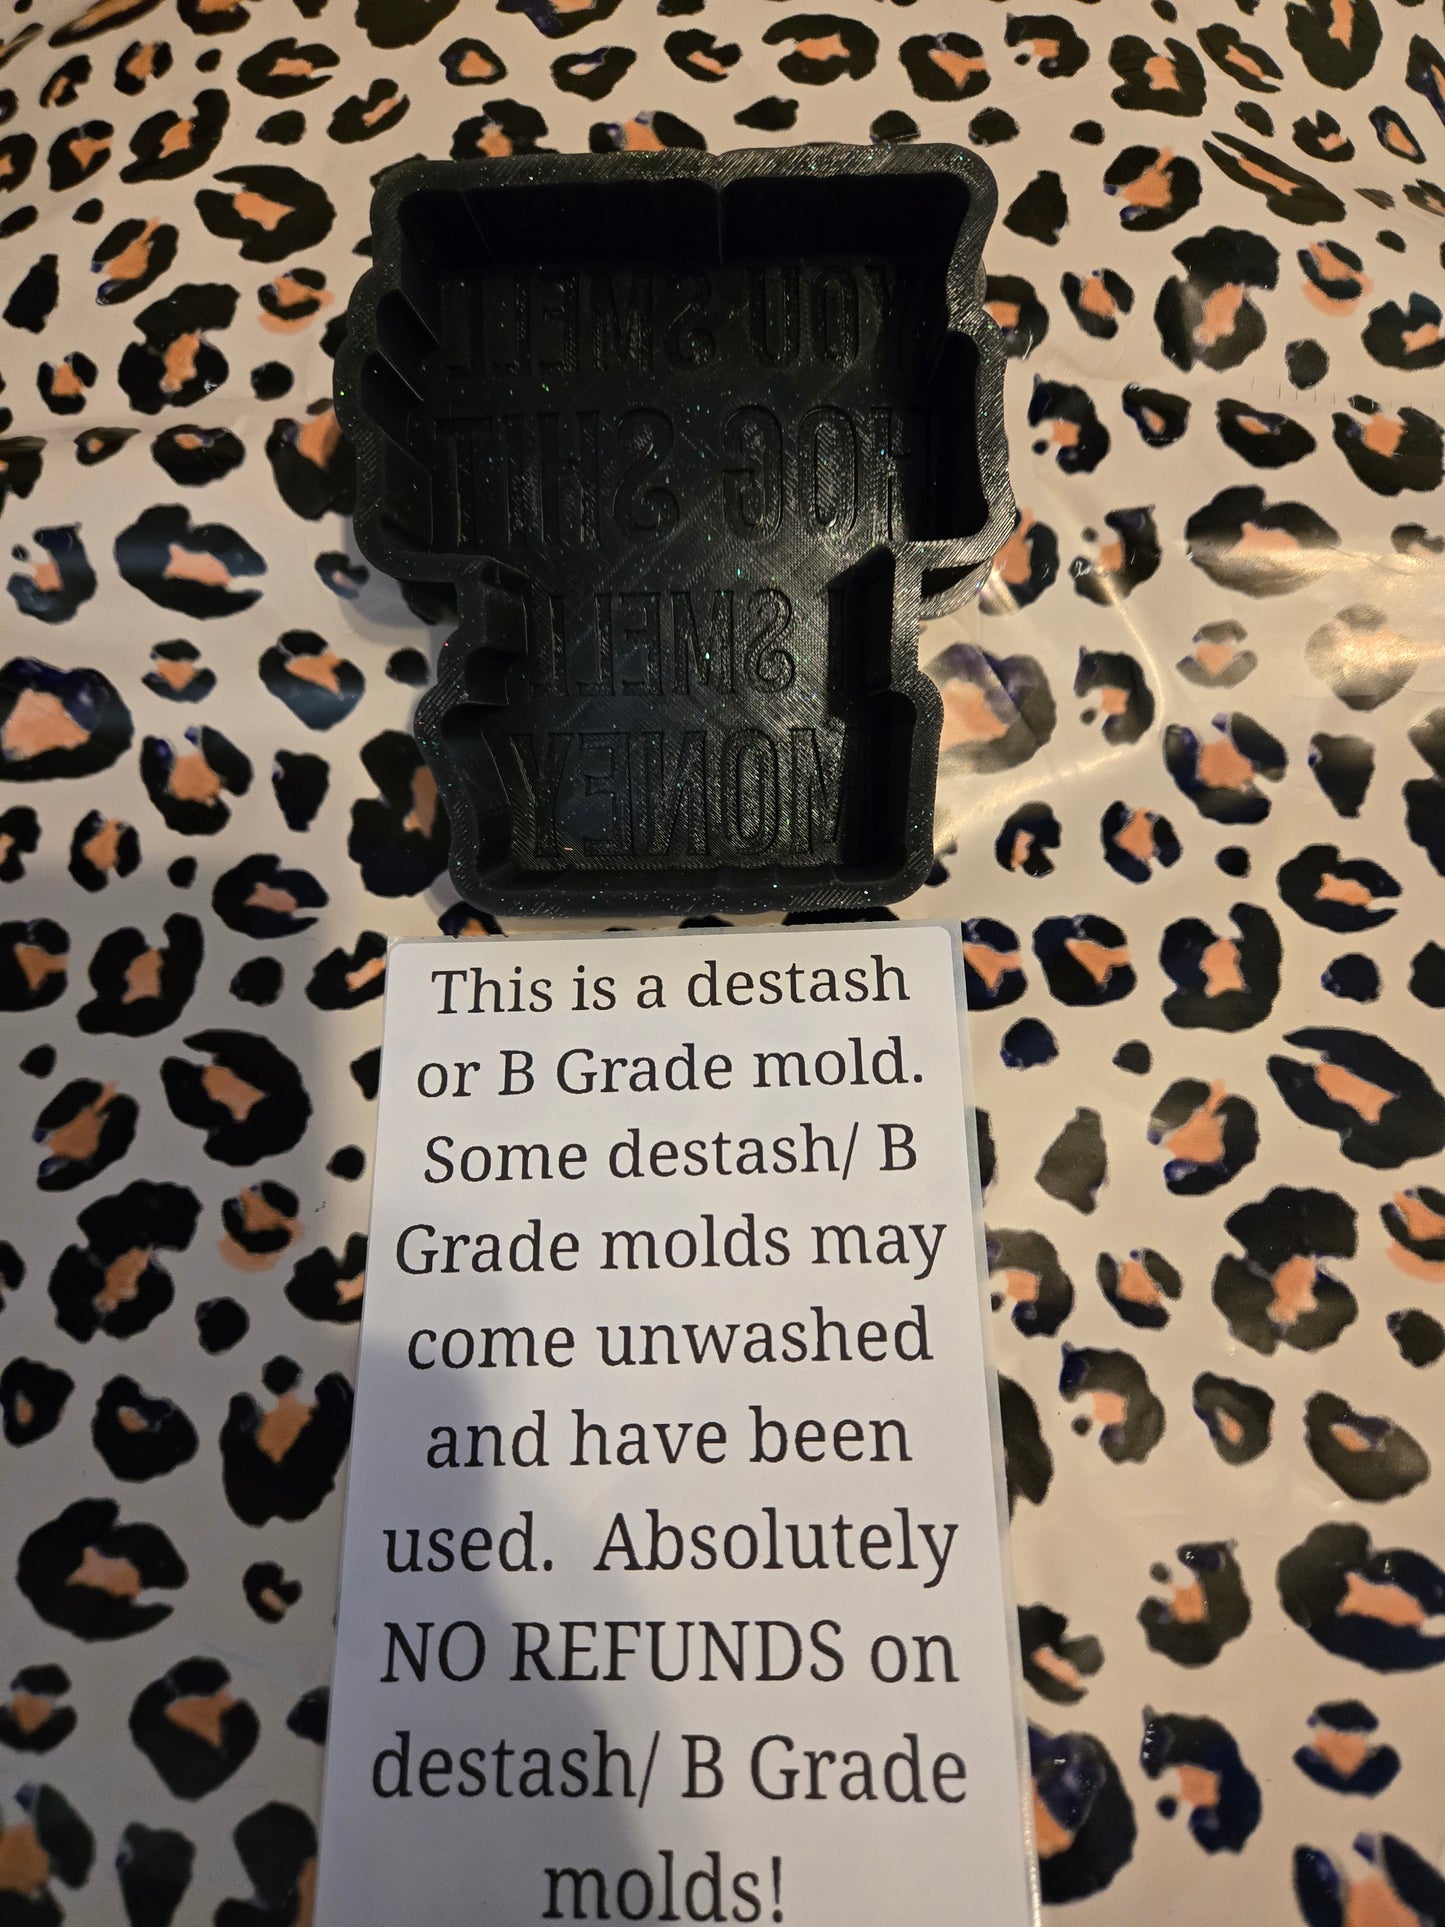 YOU SMELL
HOG SHIT
I SMELL
MONEY
This is a destash
or B Grade mold.
Some destash/ B
Grade molds may
come unwashed
and have been
used. Absolutely
NO REFUNDS on
destash/ B Grade
molds!